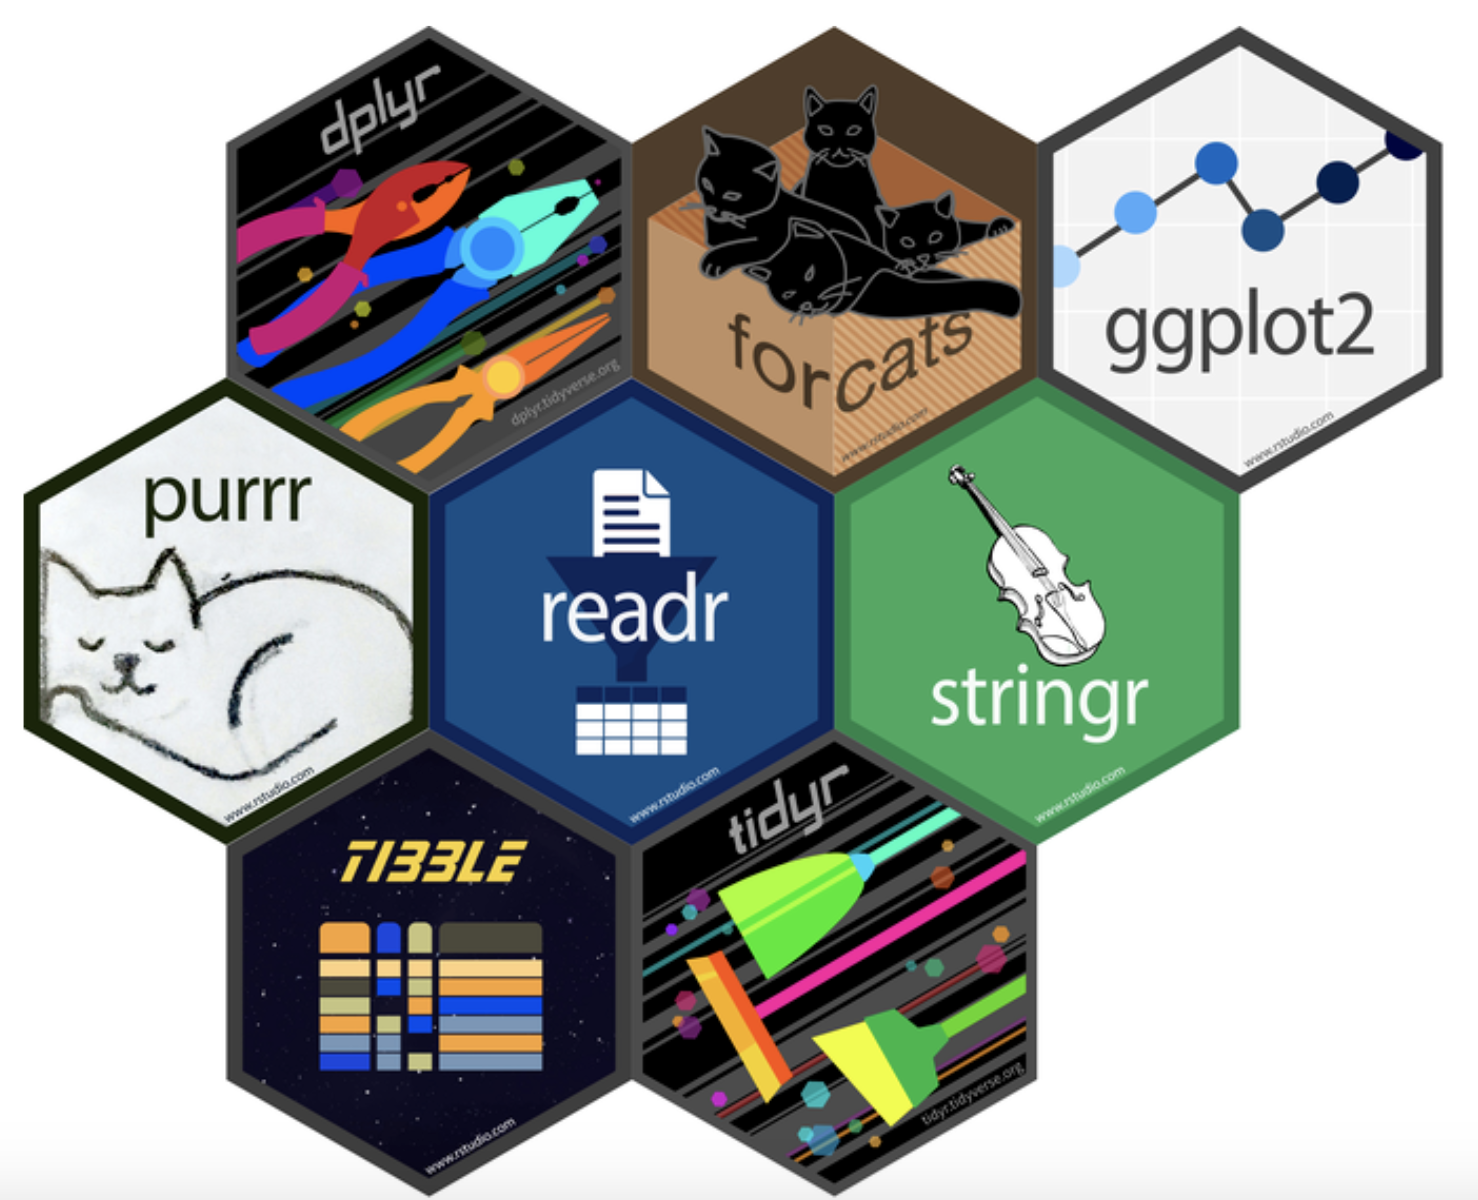 dplyr
dplyr.tidyverse.org
forcats
www.rstudio.com
ggplot2
www.rstudio.com
purrr
www.rstudio.com
readr
www.rstudio.com
stringr
www.rstudio.com
TIBBLE
www.rstudio.com
tidyr
tidyr.tidyverse.org